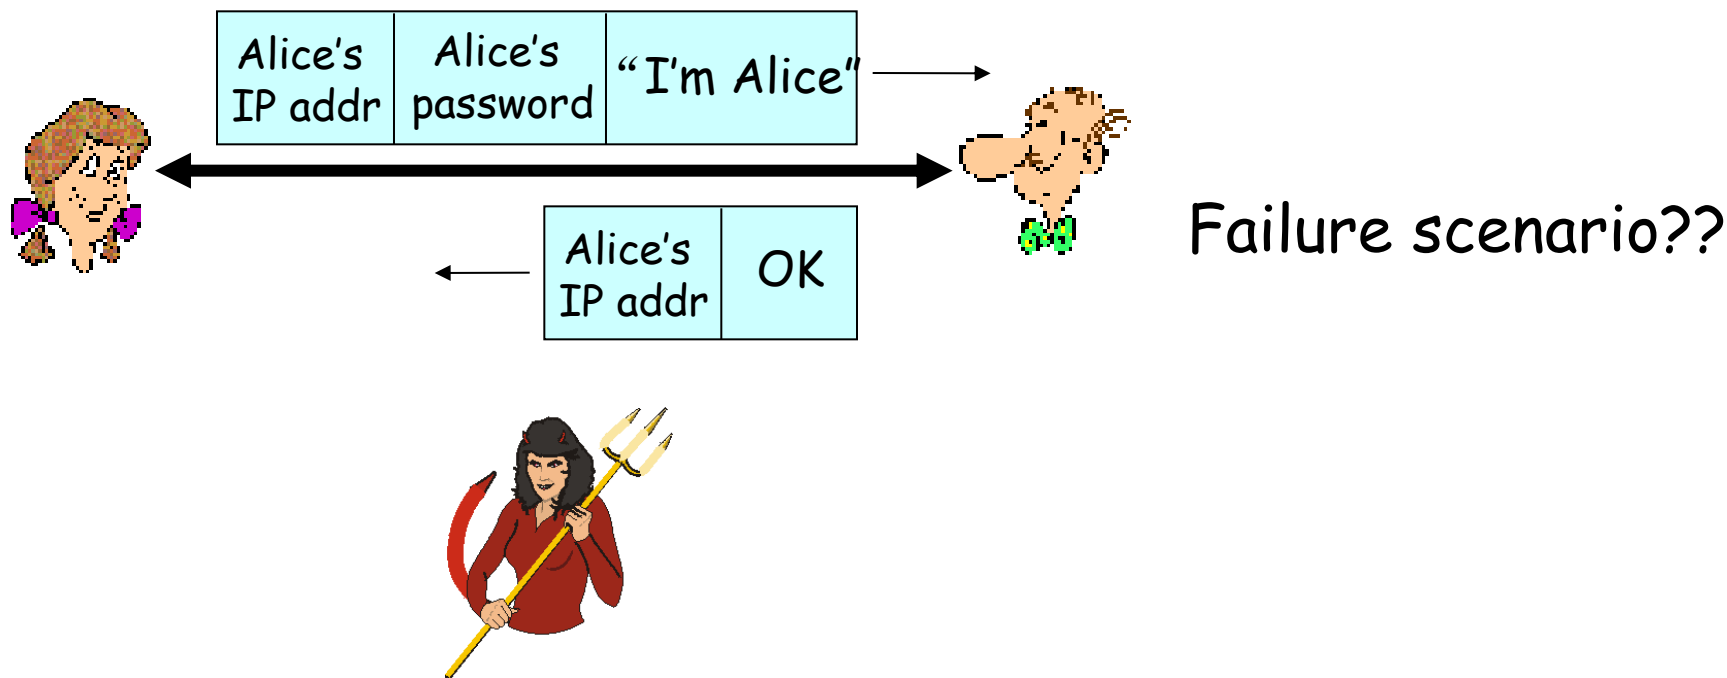 Alice’s
IP addr
Alice’s
password
“I’m Alice”
Alice’s
IP addr
OK
Failure scenario??